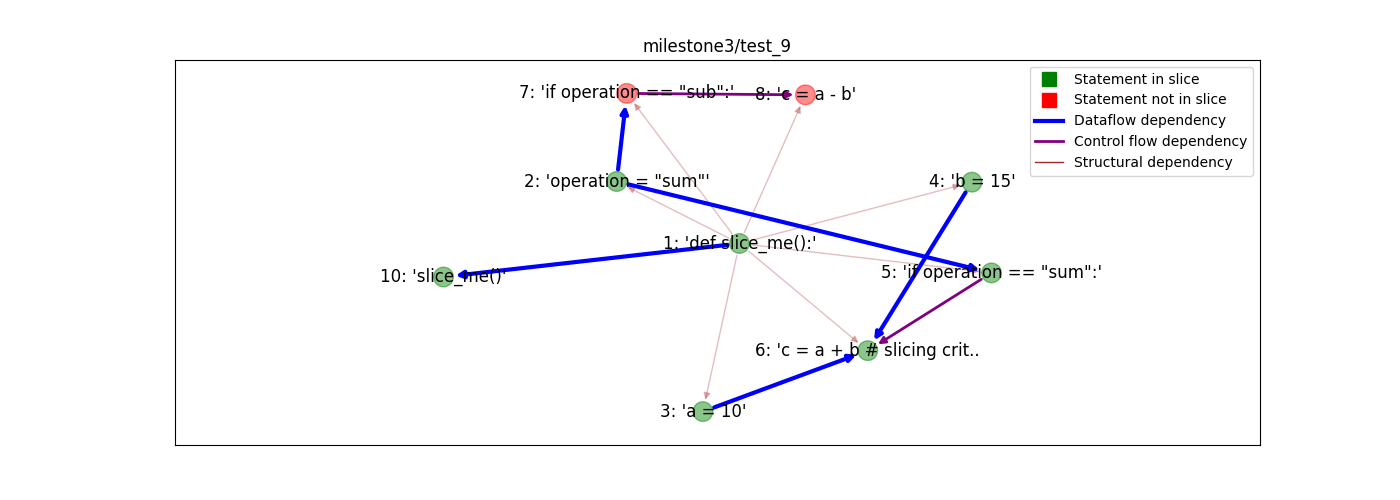 milestone3/test_9
Statement in slice
Statement not in slice
Dataflow dependency
Control flow dependency
Structural dependency
7: 'if operation == "sub":'
8: 'c = a - b'
2: 'operation = "sum"'
4: 'b = 15'
1: 'def slice_me():'
10: 'slice_me()'
5: 'if operation == "sum":'
6: 'c = a + b # slicing crit..
3: 'a = 10'